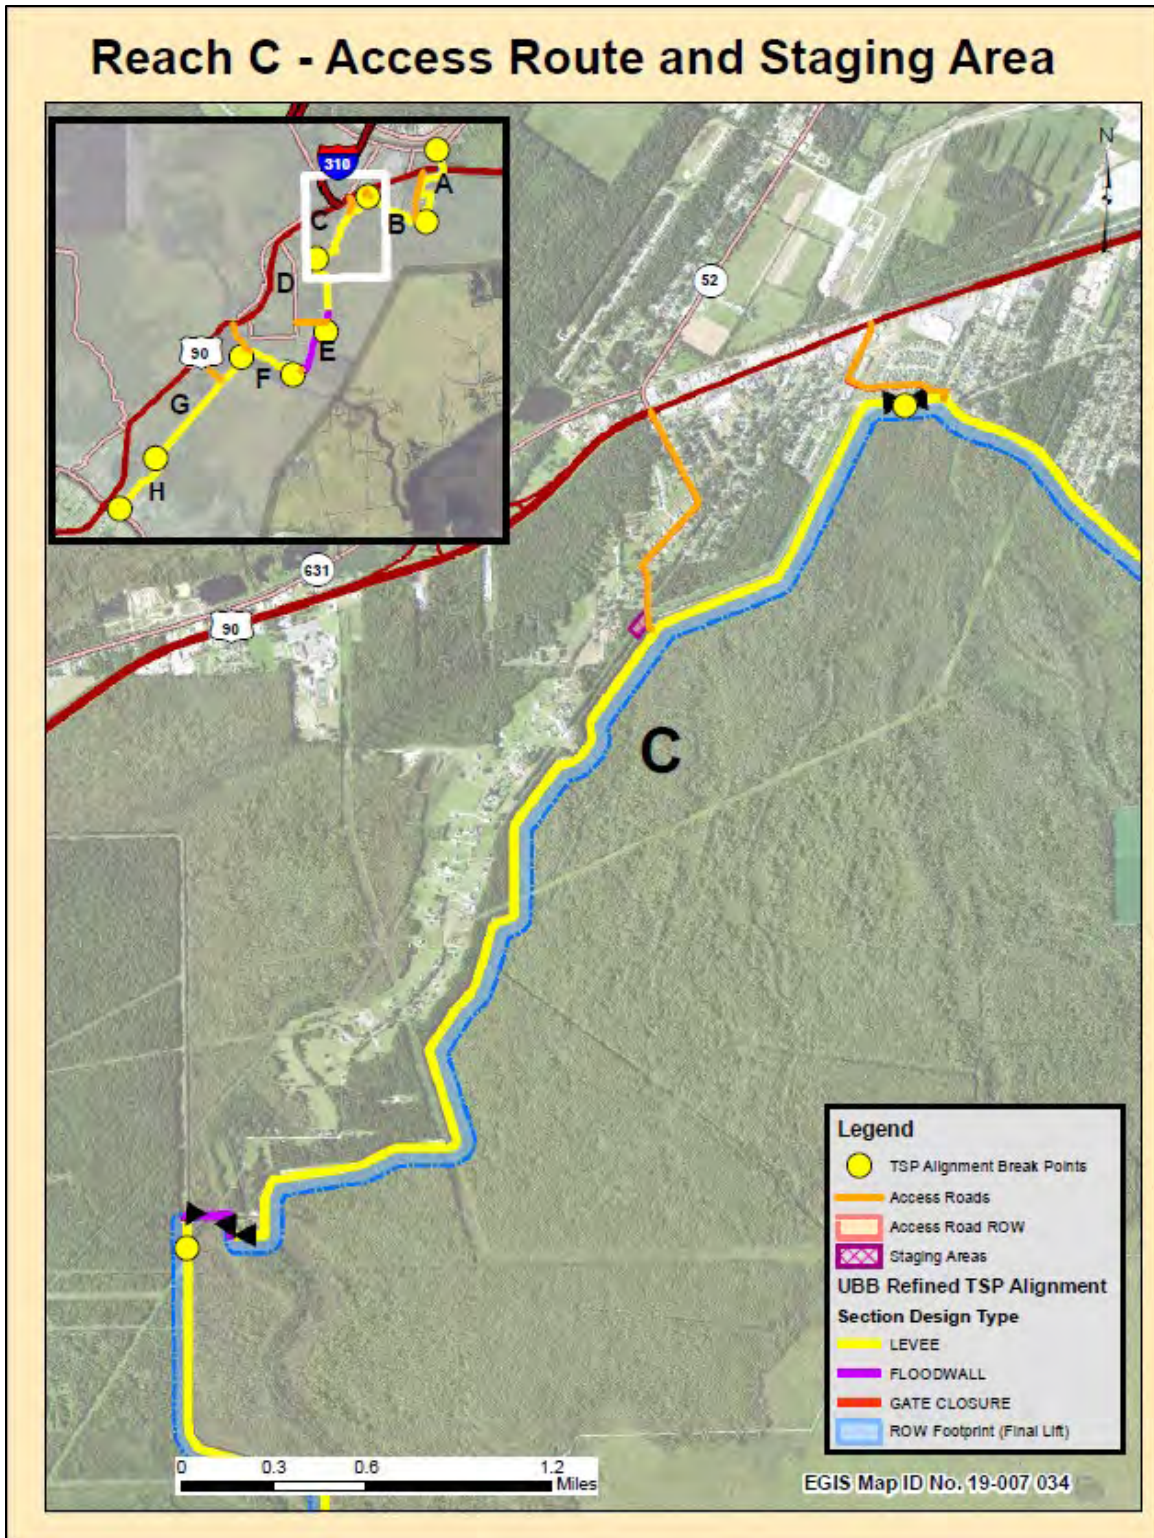 Reach C - Access Route and Staging Area
310
A
C
B
D
E
90
F
G
H
N
52
631
90
C
Legend
TSP Alignment Break Points
Access Roads
Access Road ROW
Staging Areas
UBB Refined TSP Alignment
Section Design Type
LEVEE
FLOODWALL
GATE CLOSURE
ROW Footprint (Final Lift)
0 0.3 0.6 1.2
Miles
EGIS Map ID No. 19-007 034